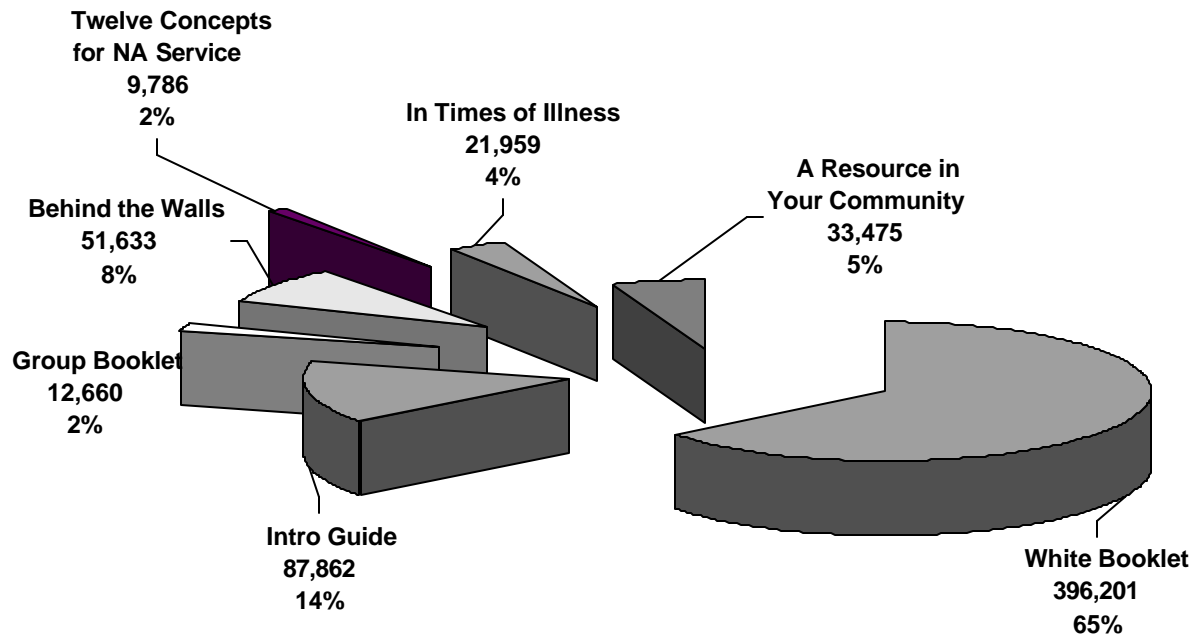 Twelve Concepts
for NA Service
9,786
2%
In Times of Illness
21,959
4%
A Resource in
Your Community
33,475
5%
Behind the Walls
51,633
8%
Group Booklet
12,660
2%
Intro Guide
87,862
14%
White Booklet
396,201
65%